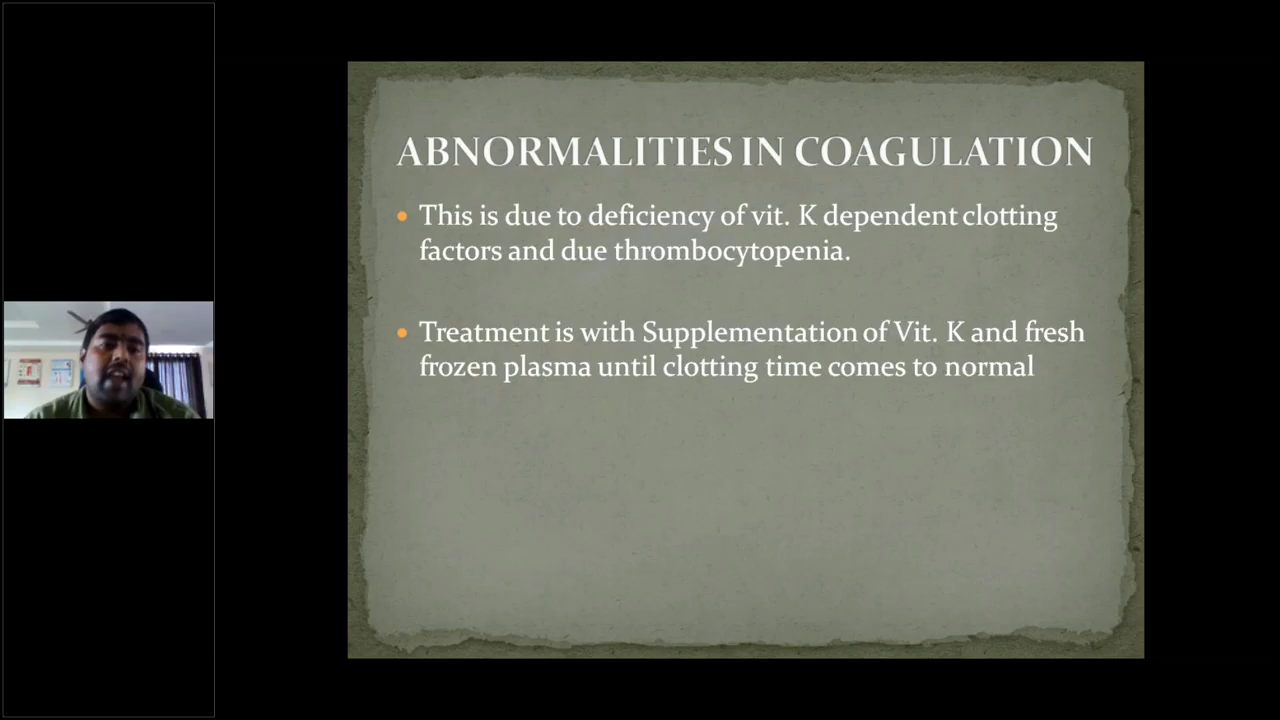 ABNORMALITIES IN COAGULATION
This is due to deficiency of vit. K dependent clotting
factors and due thrombocytopenia.
Treatment is with Supplementation of Vit. K and fresh
frozen plasma until clotting time comes to normal